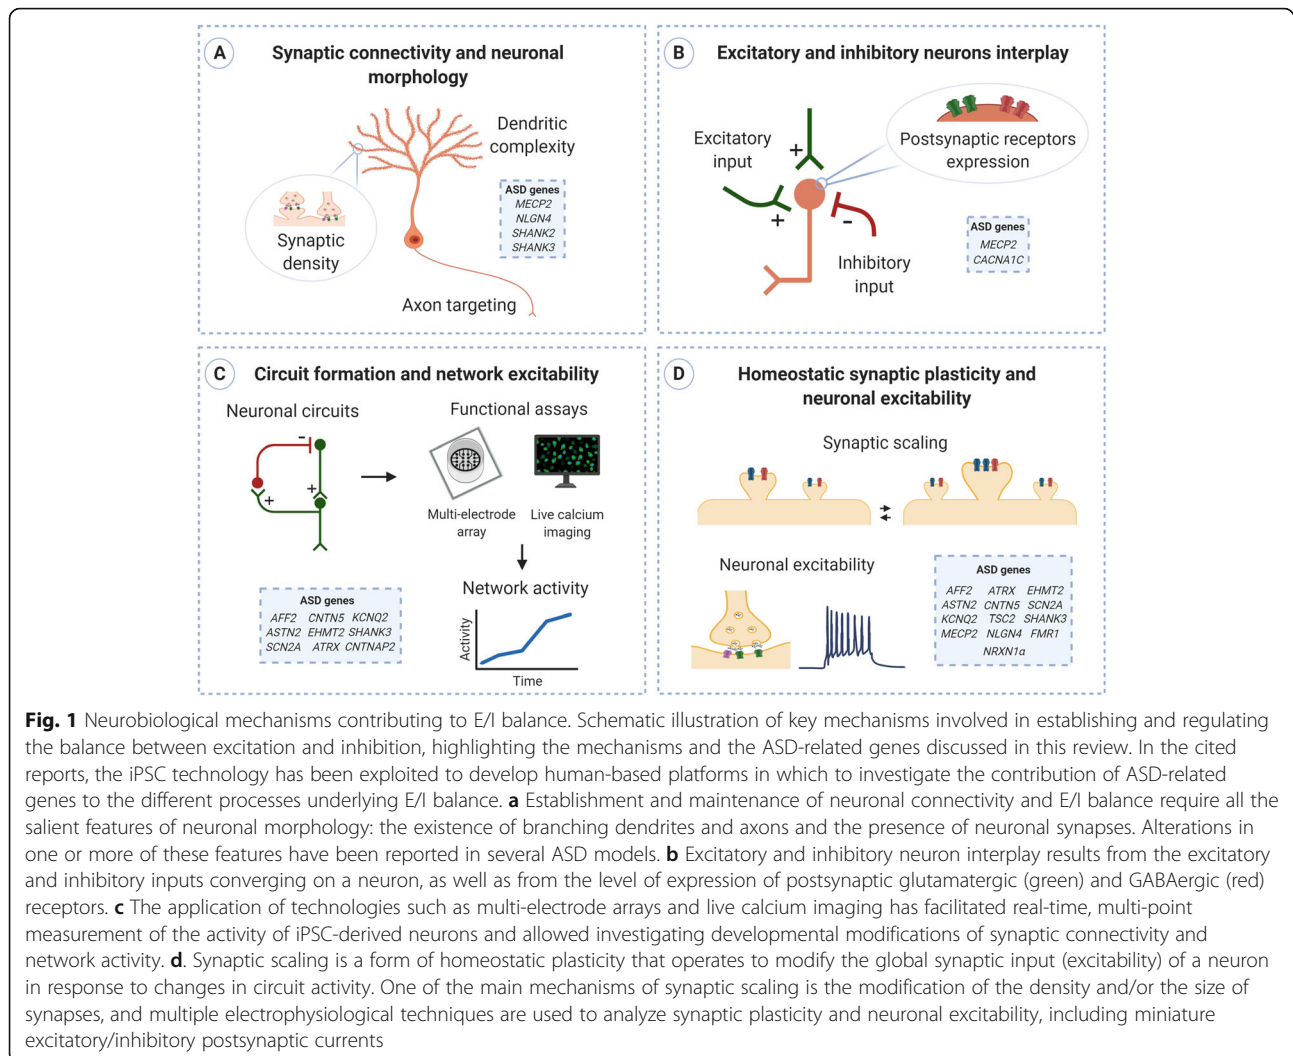 A
Synaptic connectivity and neuronal
morphology
Dendritic
complexity
ASD genes
MECP2
NLGN4
SHANK2
SHANK3
Synaptic
density
Axon targeting
B
Excitatory and inhibitory neurons interplay
Postsynaptic receptors
expression
Excitatory
input
+
+
-
Inhibitory
input
ASD genes
MECP2
CACNA1C
C
Circuit formation and network excitability
Neuronal circuits
-
+
+
Functional assays
Multi-electrode
array
Live calcium
imaging
Network activity
Activity
Time
ASD genes
AFF2 CNTN5 KCNQ2
ASTN2 EHMT2 SHANK3
SCN2A ATRX CNTNAP2
D
Homeostatic synaptic plasticity and
neuronal excitability
Synaptic scaling
Neuronal excitability
ASD genes
AFF2 ATRX EHMT2
ASTN2 CNTN5 SCN2A
KCNQ2 TSC2 SHANK3
MECP2 NLGN4 FMR1
NRXN1α
Fig. 1 Neurobiological mechanisms contributing to E/I balance. Schematic illustration of key mechanisms involved in establishing and regulating
the balance between excitation and inhibition, highlighting the mechanisms and the ASD-related genes discussed in this review. In the cited
reports, the iPSC technology has been exploited to develop human-based platforms in which to investigate the contribution of ASD-related
genes to the different processes underlying E/I balance. a Establishment and maintenance of neuronal connectivity and E/I balance require all the
salient features of neuronal morphology: the existence of branching dendrites and axons and the presence of neuronal synapses. Alterations in
one or more of these features have been reported in several ASD models. b Excitatory and inhibitory neuron interplay results from the excitatory
and inhibitory inputs converging on a neuron, as well as from the level of expression of postsynaptic glutamatergic (green) and GABAergic (red)
receptors. c The application of technologies such as multi-electrode arrays and live calcium imaging has facilitated real-time, multi-point
measurement of the activity of iPSC-derived neurons and allowed investigating developmental modifications of synaptic connectivity and
network activity. d. Synaptic scaling is a form of homeostatic plasticity that operates to modify the global synaptic input (excitability) of a neuron
in response to changes in circuit activity. One of the main mechanisms of synaptic scaling is the modification of the density and/or the size of
synapses, and multiple electrophysiological techniques are used to analyze synaptic plasticity and neuronal excitability, including miniature
excitatory/inhibitory postsynaptic currents